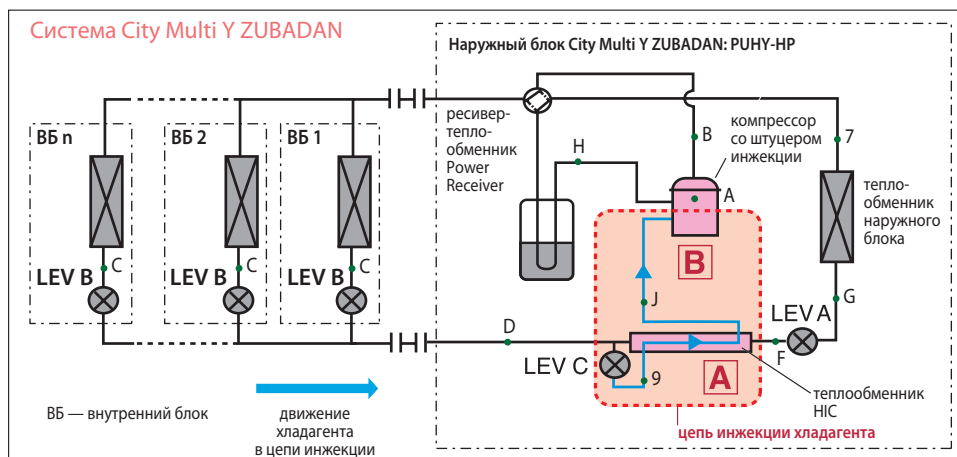 Система City Multi Y ZUBADAN
Наружный блок City Multi Y ZUBADAN: PUHY-HP
ВБ n
ВБ 2
ВБ 1
ресивер-
тепло-
обменник
Power
Receiver
компрессор
со штуцером
инжекции
B
7
H
A
тепло-
обменник
наружного
блока
B
C
C
C
LEV B
LEV B
LEV B
J
G
LEV A
D
F
LEV C
9
A
теплообменник
HIC
ВБ — внутренний блок
движение
хладагента
в цепи инжекции
цепь инжекции хладагента